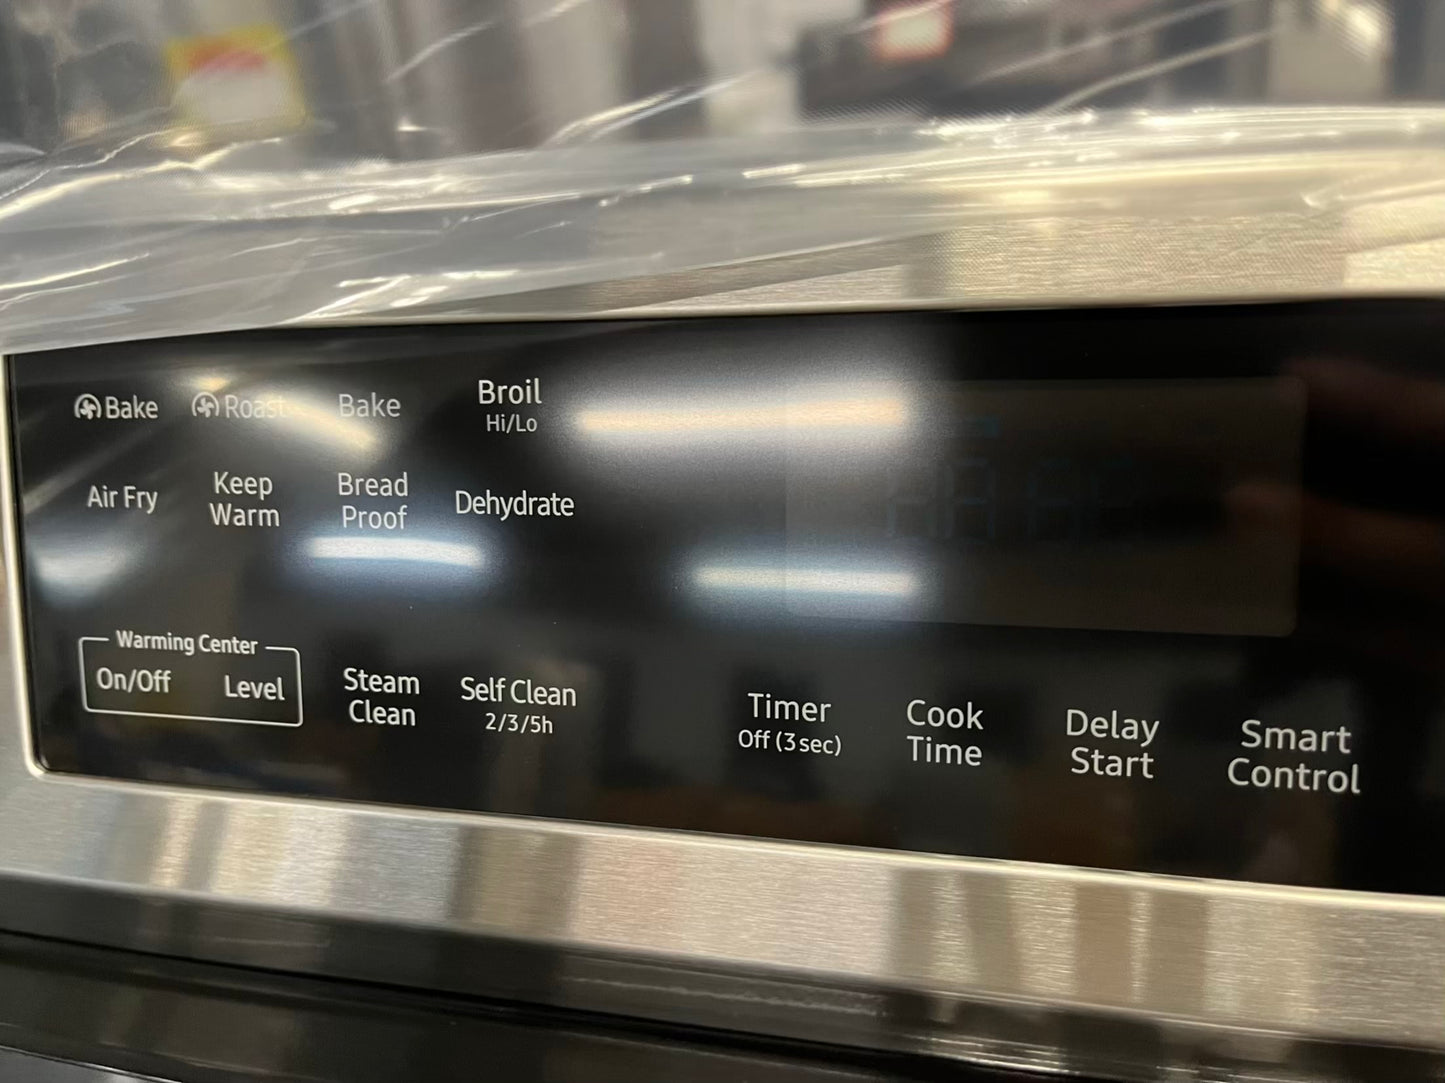 Bake
Roast
Bake
Broil
Hi/Lo
Air Fry
Keep
Warm
Bread
Proof
Dehydrate
Warming Center
On/Off
Level
Steam
Clean
Self Clean
2/3/5h
Timer
Off (3 sec)
Cook
Time
Delay
Start
Smart
Control